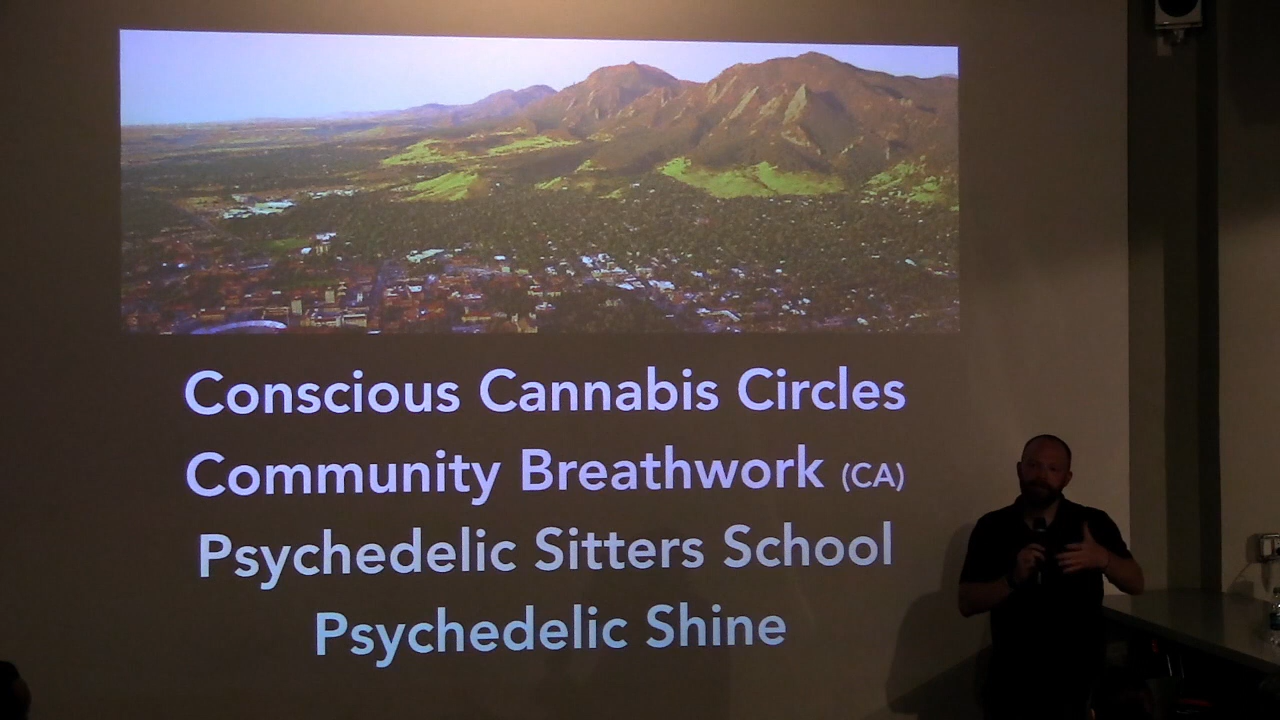 Conscious Cannabis Circles
Community Breathwork (CA)
Psychedelic Sitters School
Psychedelic Shine